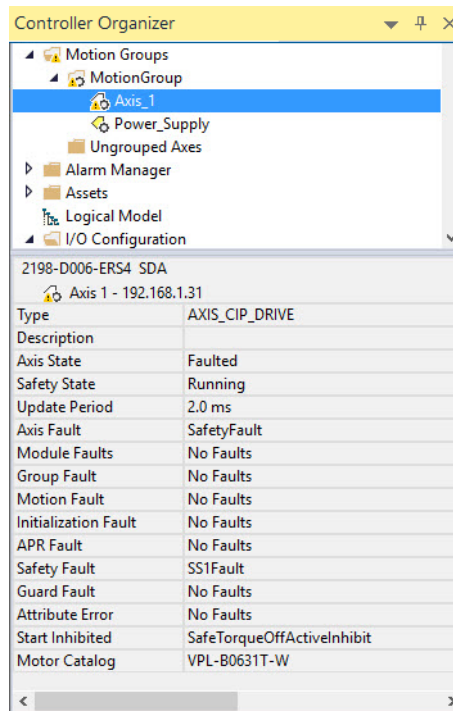 Controller Organizer
Motion Groups
MotionGroup
Axis_1
Power_Supply
Ungrouped Axes
Alarm Manager
Assets
Logical Model
I/O Configuration
2198-D006-ERS4 SDA
Axis 1 - 192.168.1.31
Type AXIS_CIP_DRIVE
Description
Axis State Faulted
Safety State Running
Update Period 2.0 ms
Axis Fault SafetyFault
Module Faults No Faults
Group Fault No Faults
Motion Fault No Faults
Initialization Fault No Faults
APR Fault No Faults
Safety Fault SS1Fault
Guard Fault No Faults
Attribute Error No Faults
Start Inhibited SafeTorqueOffActiveInhibit
Motor Catalog VPL-B0631T-W